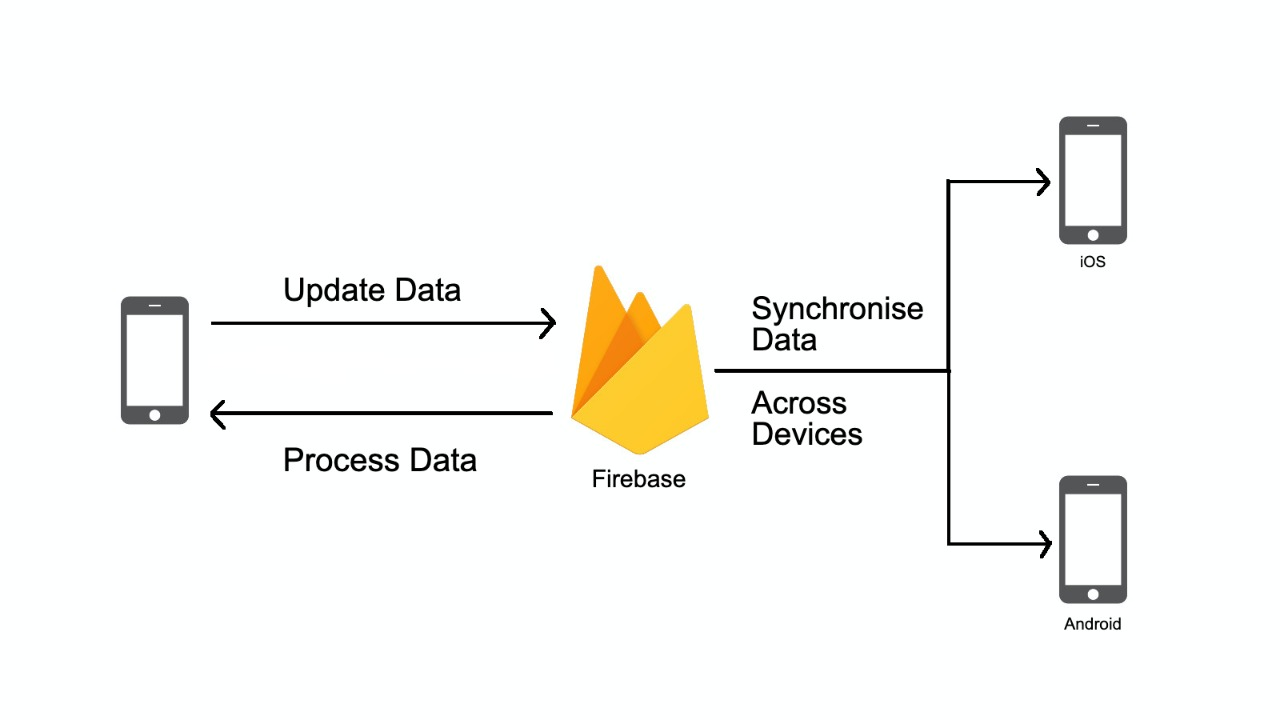 Update Data
Process Data
Firebase
Synchronise
Data
Across
Devices
iOS
Android